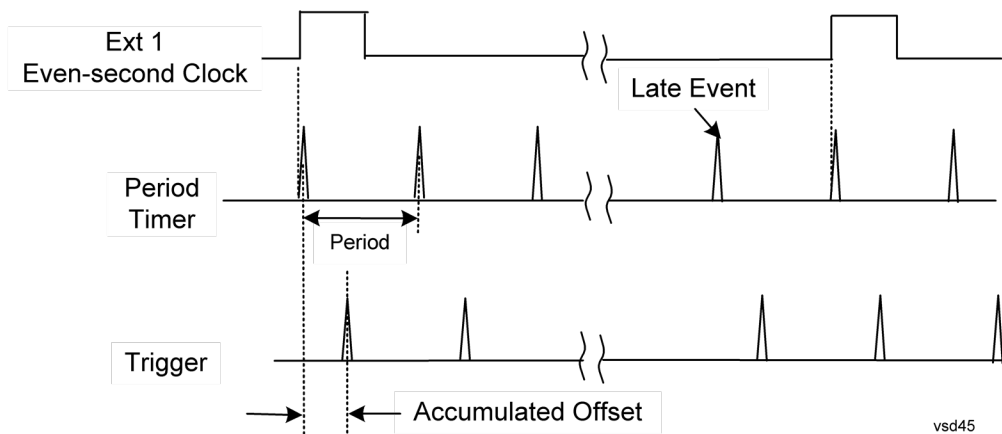 Ext 1
Even-second Clock
Late Event
Period
Timer
Period
Trigger
Accumulated Offset
vsd45